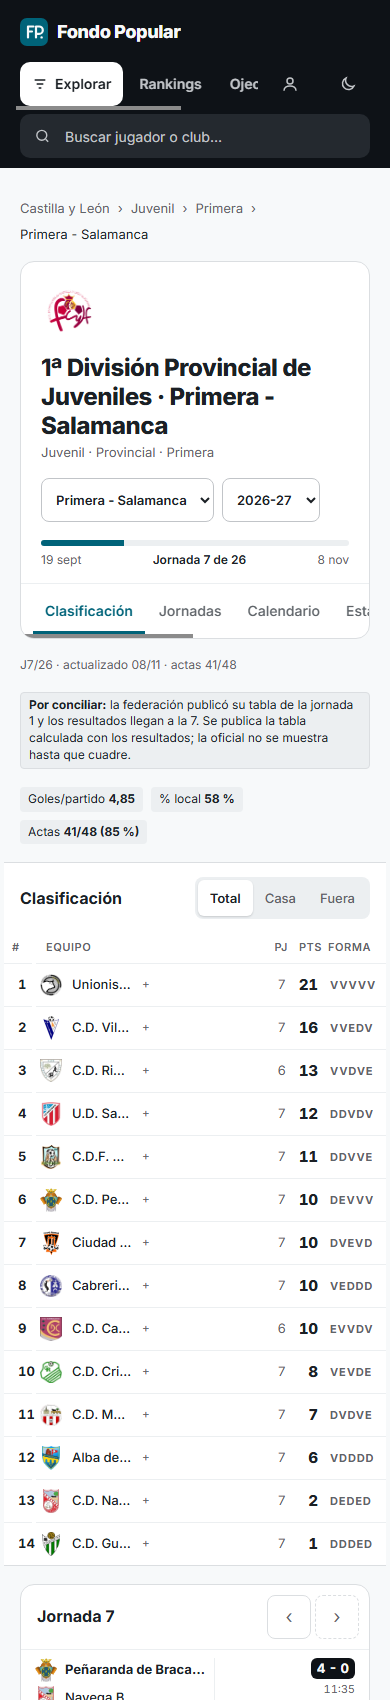 FP. Fondo Popular
Explorar Rankings Ojec
Buscar jugador o club...
Castilla y León › Juvenil › Primera ›
Primera - Salamanca
fcyf
1ª División Provincial de
Juveniles · Primera -
Salamanca
Juvenil · Provincial · Primera
Primera - Salamanca 2026-27
19 sept Jornada 7 de 26 8 nov
Clasificación Jornadas Calendario Esta
J7/26 · actualizado 08/11 · actas 41/48
Por conciliar: la federación publicó su tabla de la jornada
1 y los resultados llegan a la 7. Se publica la tabla
calculada con los resultados; la oficial no se muestra
hasta que cuadre.
Goles/partido 4,85 % local 58 %
Actas 41/48 (85 %)
Clasificación Total Casa Fuera
# EQUIPO PJ PTS FORMA
1 Unionis... + 7 21 VVVVV
2 C.D. Vil... + 7 16 VVEDV
3 C.D. Ri... + 6 13 VVDVE
4 U.D. Sa... + 7 12 DDVDV
5 C.D.F. ... + 7 11 DDVVE
6 C.D. Pe... + 7 10 DEVVV
7 Ciudad ... + 7 10 DVEVD
8 Cabreri... + 7 10 VEDDD
9 C.D. Ca... + 6 10 EVVDV
10 C.D. Cri... + 7 8 VEVDE
11 C.D. M... + 7 7 DVDVE
12 Alba de... + 7 6 VDDDD
13 C.D. Na... + 7 2 DEDED
14 C.D. Gu... + 7 1 DDDED
Jornada 7 ‹ ›
Peñaranda de Braca... 4 - 0
Navega B 11:35